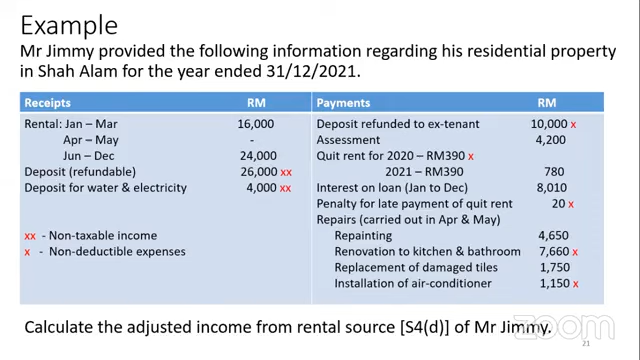 Example
Mr Jimmy provided the following information regarding his residential property
in Shah Alam for the year ended 31/12/2021.
Receipts RM Payments RM
Rental: Jan – Mar 16,000 Deposit refunded to ex-tenant 10,000 x
Apr – May - Assessment 4,200
Jun – Dec 24,000 Quit rent for 2020 – RM390 x
Deposit (refundable) 26,000 xx 2021 – RM390 780
Deposit for water & electricity 4,000 xx Interest on loan (Jan to Dec) 8,010
Penalty for late payment of quit rent 20 x
Repairs (carried out in Apr & May)
xx - Non-taxable income Repainting 4,650
x - Non-deductible expenses Renovation to kitchen & bathroom 7,660 x
Replacement of damaged tiles 1,750
Installation of air-conditioner 1,150 x
Calculate the adjusted income from rental source [S4(d)] of Mr Jimmy.
zoom
21